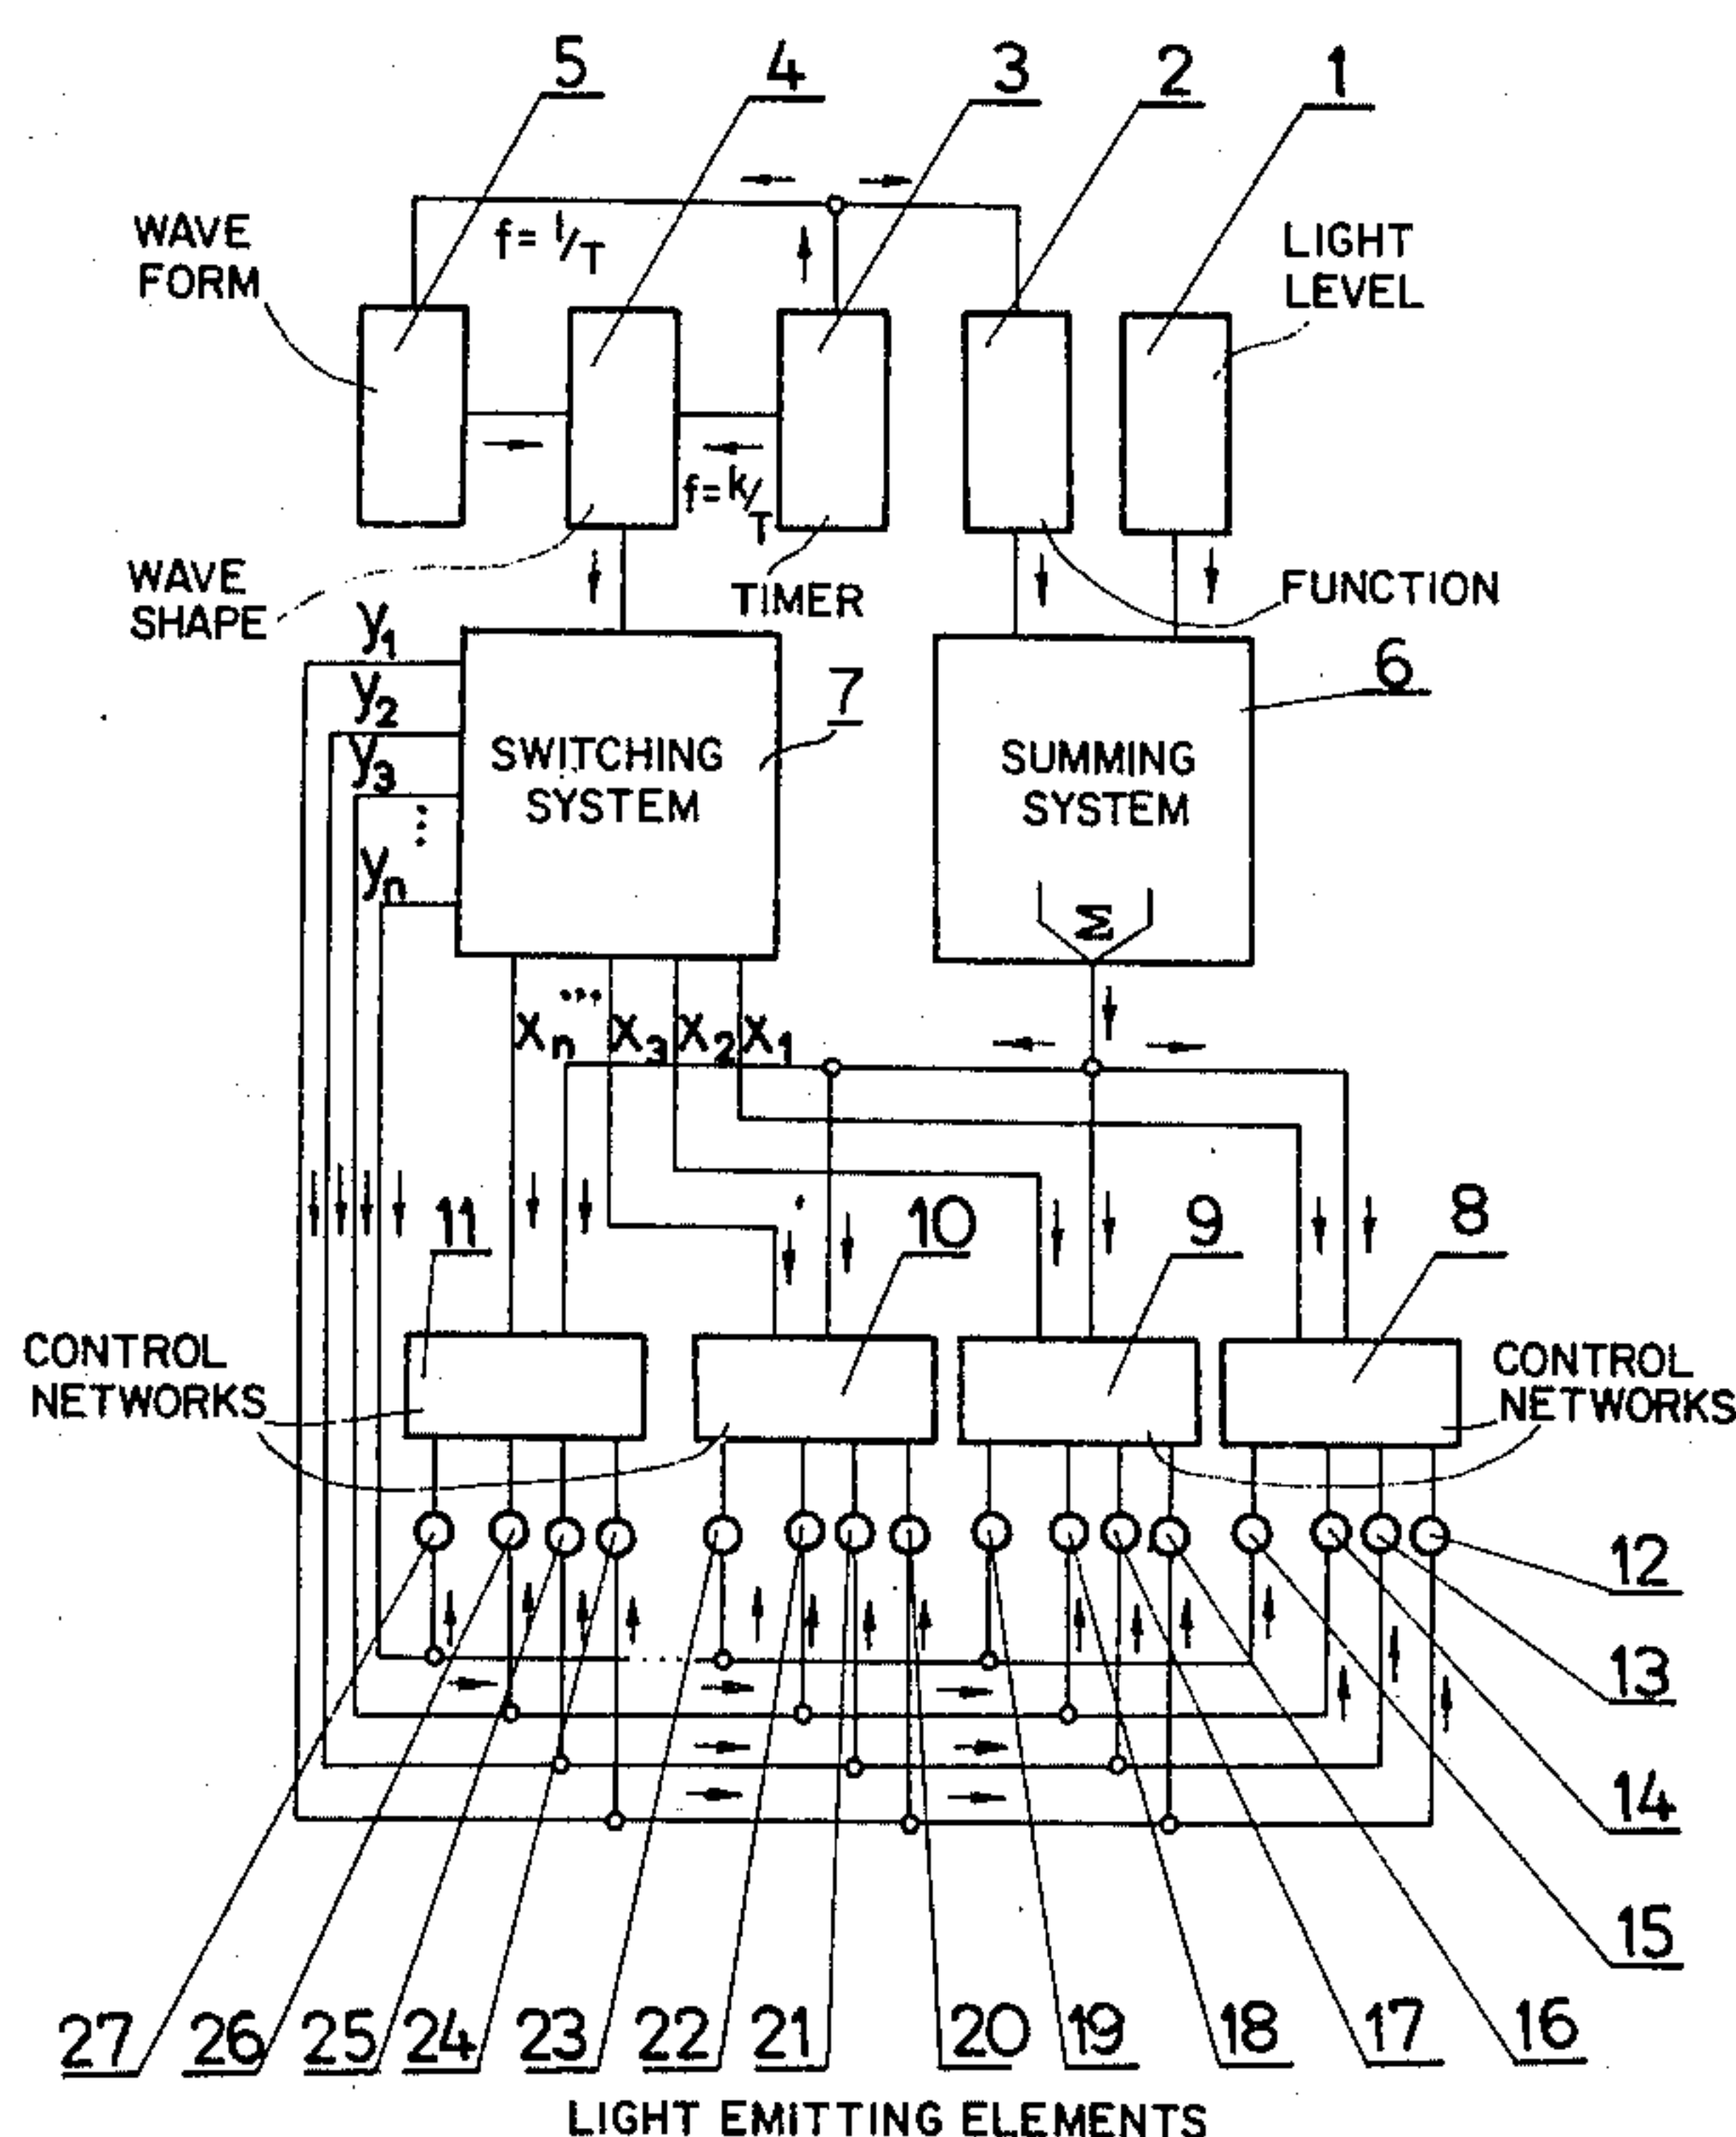 5
4
3
2
1
WAVE
FORM
f= 1/T
LIGHT
LEVEL
f= k/T
WAVE
SHAPE
TIMER
FUNCTION
y1
y2
y3
...
yn
SWITCHING
SYSTEM
7
SUMMING
SYSTEM
6
Σ
...
Xn
X3
X2
X1
11
10
9
8
CONTROL
NETWORKS
CONTROL
NETWORKS
12
13
14
15
27
26
25
24
23
22
21
20
19
18
17
16
LIGHT EMITTING ELEMENTS